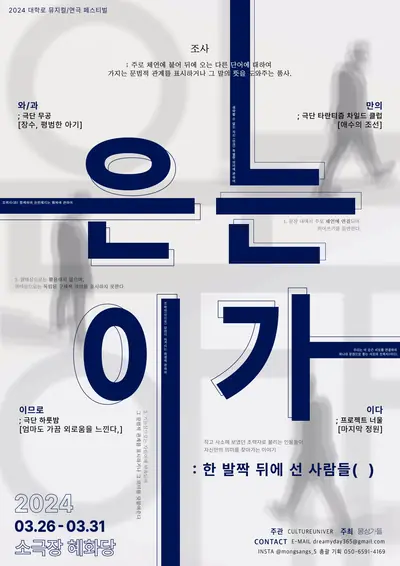 2024 대학로 뮤지컬/연극 페스티벌
조사
; 주로 체언에 붙어 뒤에 오는 다른 단어에 대하여
가지는 문법적 관계를 표시하거나 그 말의 뜻을 도와주는 품사.
와/과
; 극단 무공
[장수, 평범한 아기]
만의
; 극단 타란티즘 차일드 클럽
[애수의 조선]
은는
이가
이므로
; 극단 하룻밤
[엄마도 가끔 외로움을 느낀다,]
이다
; 프로젝트 너울
[마지막 정원]
작고 사소해 보였던 조역자로 불리는 인물들이
자신만의 의미를 찾아가는 이야기
: 한 발짝 뒤에 선 사람들( )
2024
03.26 - 03.31
소극장 혜화당
주관 CULTUREUNIVER 주최 몽상가들
CONTACT E-MAIL dreamyday365@gmail.com
INSTA @mongsangs_5 총괄 기획 050-6591-4169